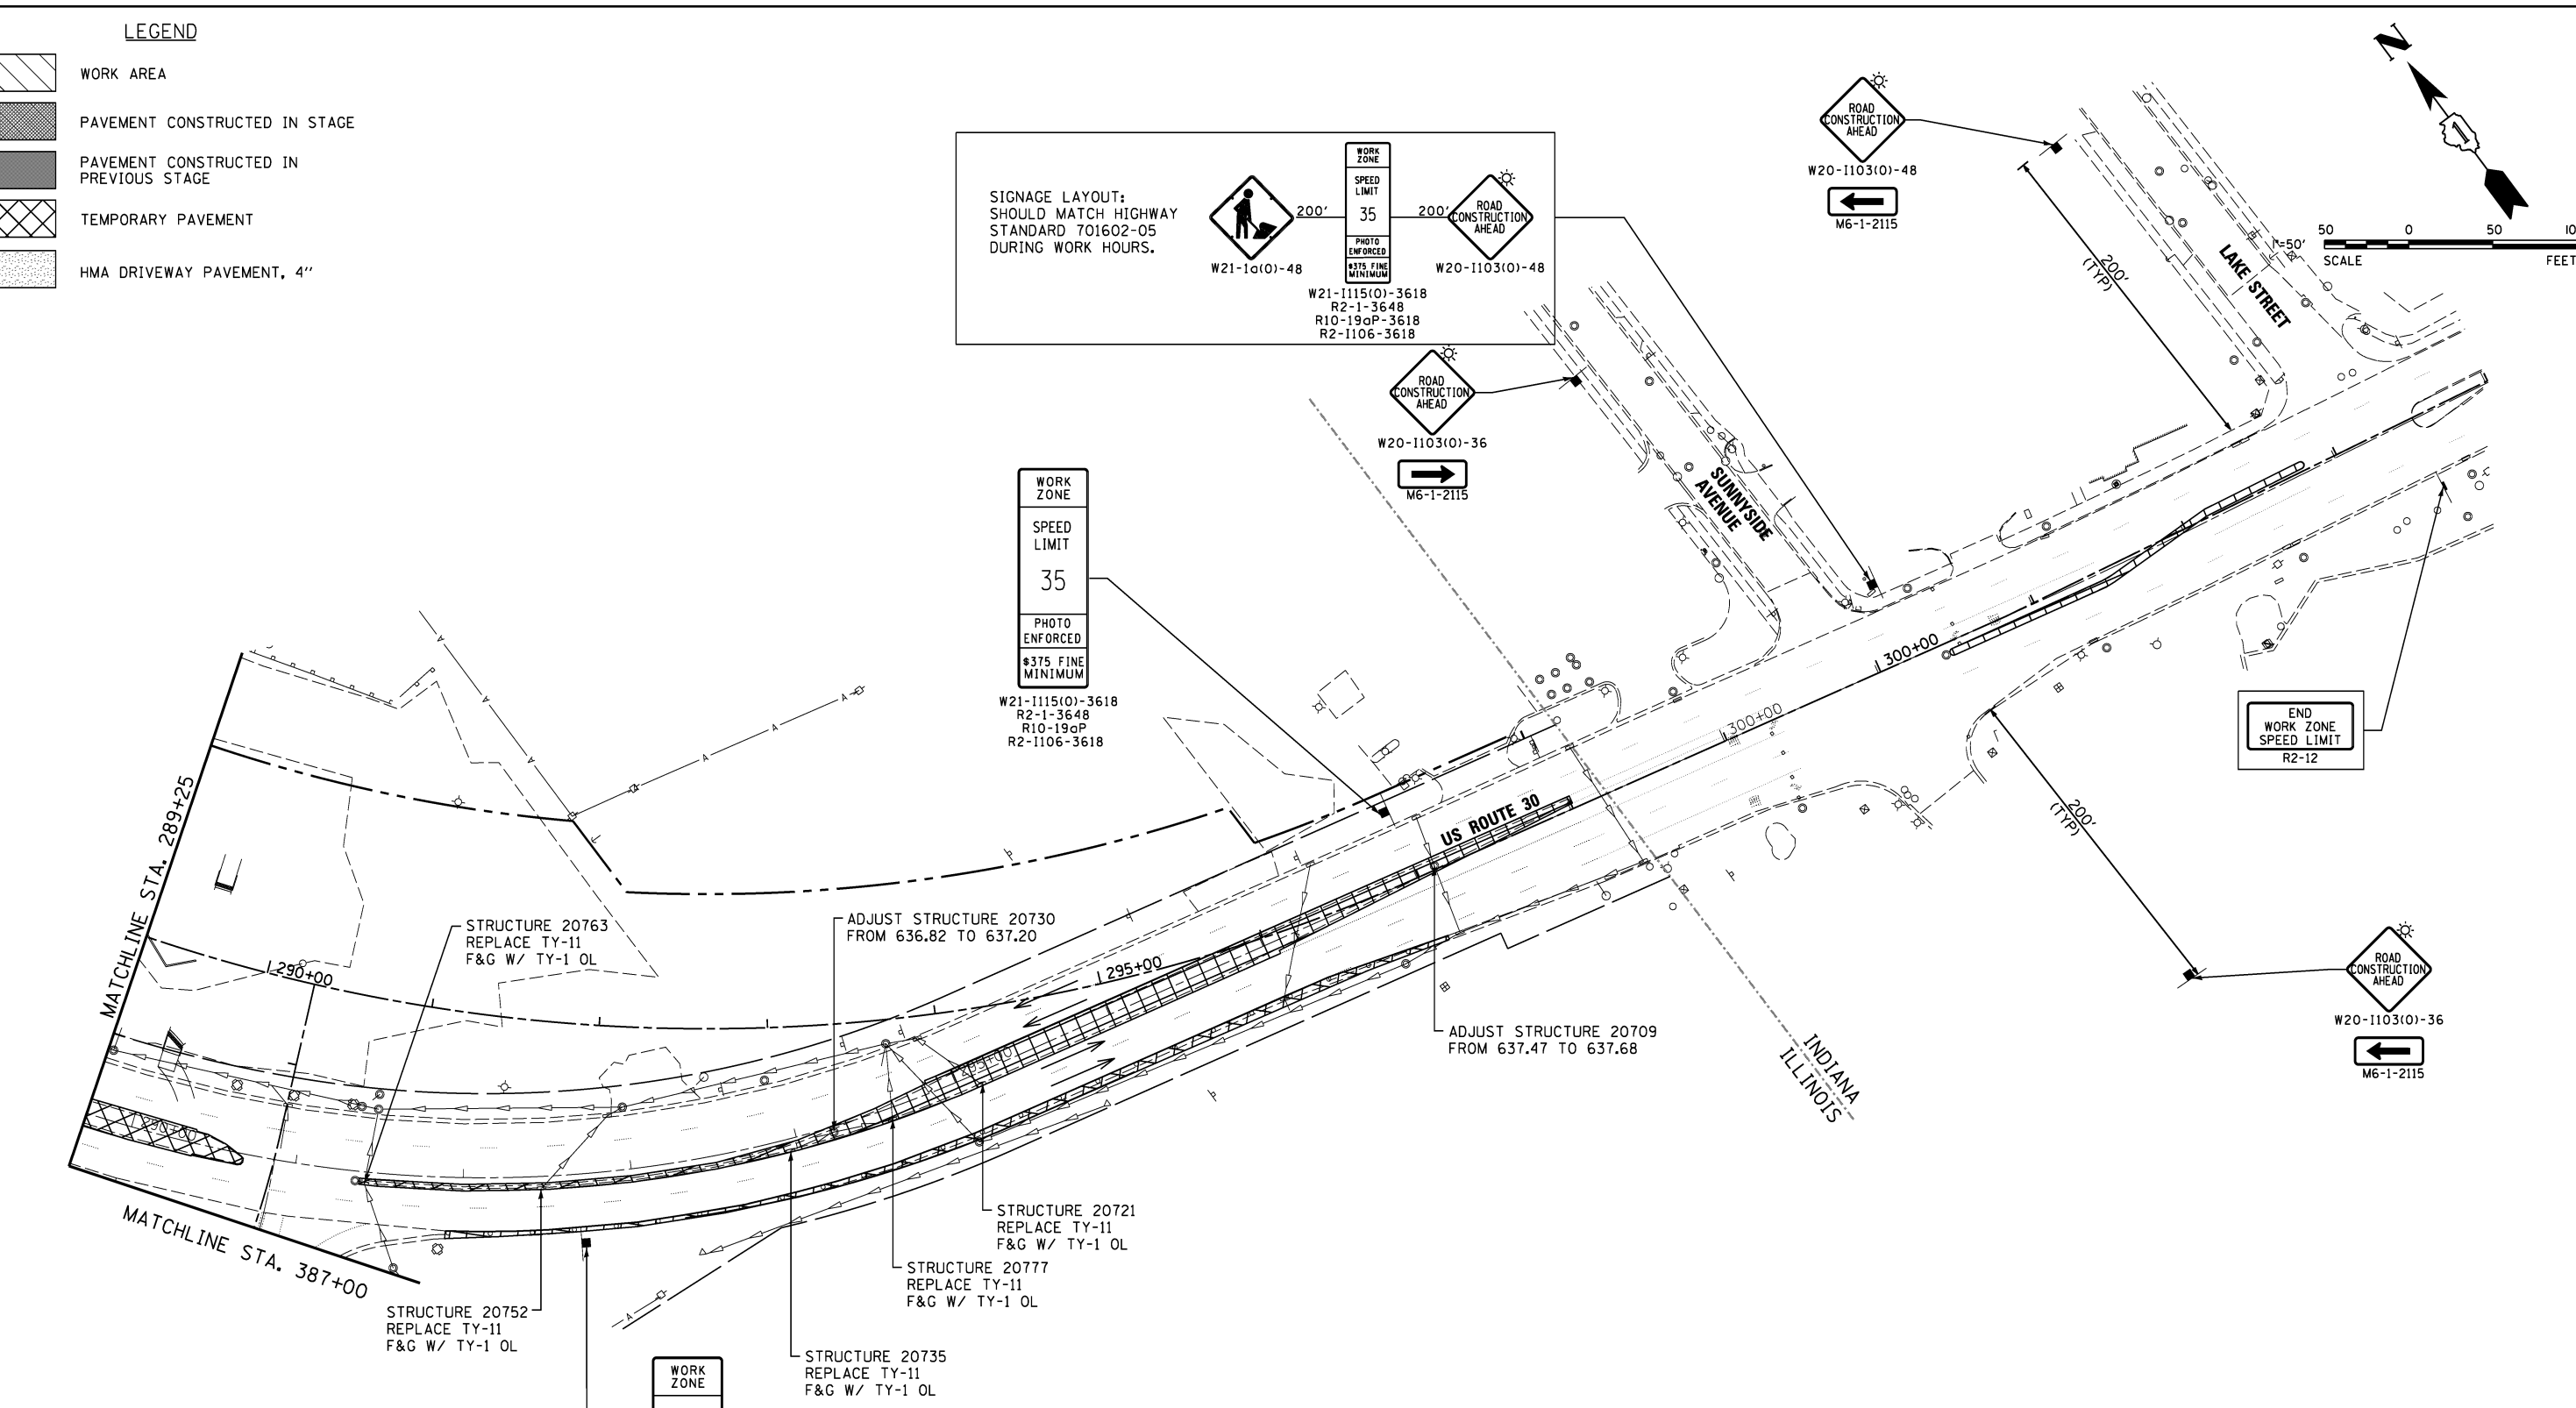 LEGEND
WORK AREA
PAVEMENT CONSTRUCTED IN STAGE
PAVEMENT CONSTRUCTED IN
PREVIOUS STAGE
TEMPORARY PAVEMENT
HMA DRIVEWAY PAVEMENT, 4"
SIGNAGE LAYOUT:
SHOULD MATCH HIGHWAY
STANDARD 701602-05
DURING WORK HOURS.
W21-1a(O)-48
200'
WORK
ZONE
SPEED
LIMIT
35
PHOTO
ENFORCED
$375 FINE
MINIMUM
W21-I115(O)-3618
R2-1-3648
R10-19aP-3618
R2-I106-3618
200'
ROAD
CONSTRUCTION
AHEAD
W20-I103(O)-48
ROAD
CONSTRUCTION
AHEAD
W20-I103(O)-48
M6-1-2115
N
1"=50'
50
0
50
SCALE
FEET
200'
(TYP)
LAKE STREET
ROAD
CONSTRUCTION
AHEAD
W20-I103(O)-36
M6-1-2115
SUNNYSIDE
AVENUE
WORK
ZONE
SPEED
LIMIT
35
PHOTO
ENFORCED
$375 FINE
MINIMUM
W21-I115(O)-3618
R2-1-3648
R10-19aP
R2-I106-3618
300+00
300+00
END
WORK ZONE
SPEED LIMIT
R2-12
US ROUTE 30
200'
(TYP)
MATCHLINE STA. 289+25
290+00
295+00
STRUCTURE 20763
REPLACE TY-11
F&G W/ TY-1 OL
ADJUST STRUCTURE 20730
FROM 636.82 TO 637.20
ADJUST STRUCTURE 20709
FROM 637.47 TO 637.68
INDIANA
ILLINOIS
ROAD
CONSTRUCTION
AHEAD
W20-I103(O)-36
M6-1-2115
290+00
295+00
A
A
A
A
A
A
MATCHLINE STA. 387+00
STRUCTURE 20721
REPLACE TY-11
F&G W/ TY-1 OL
STRUCTURE 20777
REPLACE TY-11
F&G W/ TY-1 OL
STRUCTURE 20752
REPLACE TY-11
F&G W/ TY-1 OL
STRUCTURE 20735
REPLACE TY-11
F&G W/ TY-1 OL
WORK
ZONE